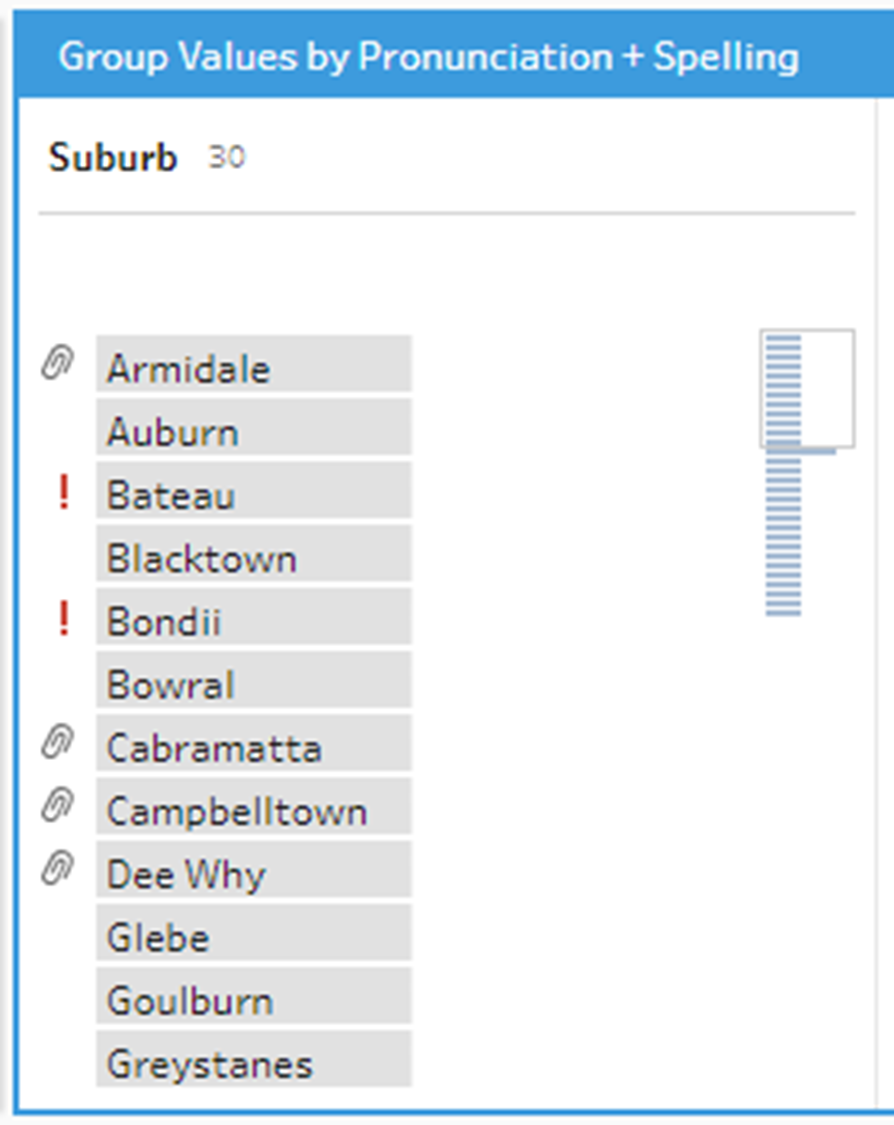 Group Values by Pronunciation + Spelling
Suburb 30
Armidale
Auburn
! Bateau
Blacktown
! Bondii
Bowral
Cabramatta
Campbelltown
Dee Why
Glebe
Goulburn
Greystanes